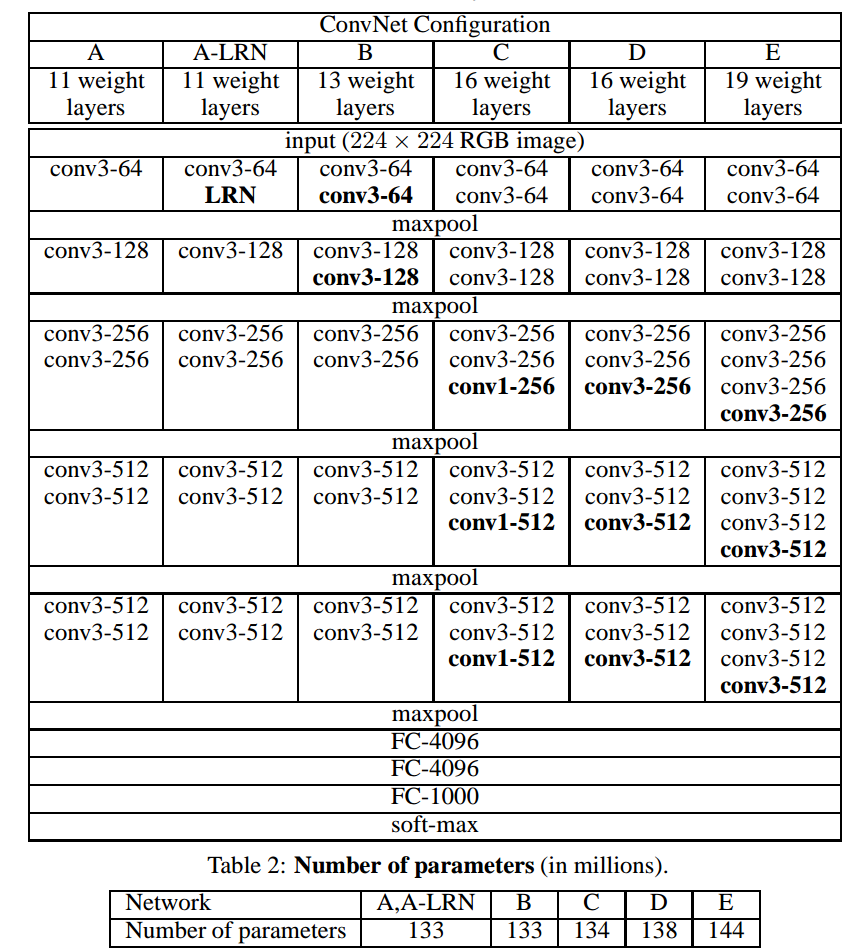 ConvNet Configuration
A A-LRN B C D E
11 weight 11 weight 13 weight 16 weight 16 weight 19 weight
layers layers layers layers layers layers
input (224 × 224 RGB image)
conv3-64 conv3-64 conv3-64 conv3-64 conv3-64 conv3-64
LRN conv3-64 conv3-64 conv3-64 conv3-64
maxpool
conv3-128 conv3-128 conv3-128 conv3-128 conv3-128 conv3-128
conv3-128 conv3-128 conv3-128 conv3-128
maxpool
conv3-256 conv3-256 conv3-256 conv3-256 conv3-256 conv3-256
conv3-256 conv3-256 conv3-256 conv3-256 conv3-256 conv3-256
conv1-256 conv3-256 conv3-256
conv3-256
maxpool
conv3-512 conv3-512 conv3-512 conv3-512 conv3-512 conv3-512
conv3-512 conv3-512 conv3-512 conv3-512 conv3-512 conv3-512
conv1-512 conv3-512 conv3-512
conv3-512
maxpool
conv3-512 conv3-512 conv3-512 conv3-512 conv3-512 conv3-512
conv3-512 conv3-512 conv3-512 conv3-512 conv3-512 conv3-512
conv1-512 conv3-512 conv3-512
conv3-512
maxpool
FC-4096
FC-4096
FC-1000
soft-max
Table 2: Number of parameters (in millions).
Network A,A-LRN B C D E
Number of parameters 133 133 134 138 144